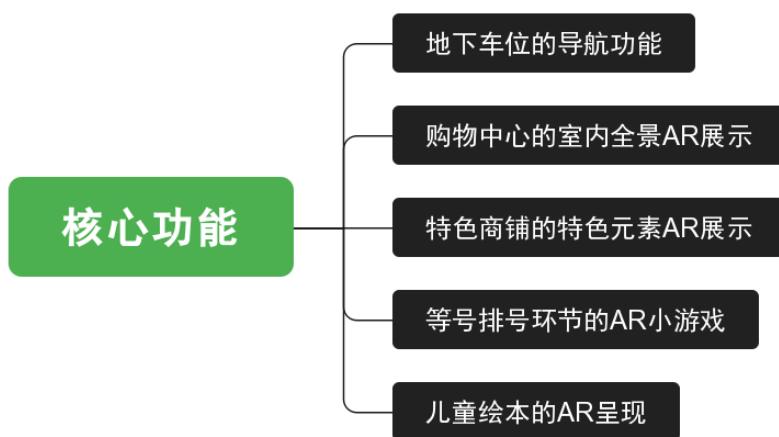 核心功能
地下车位的导航功能
购物中心的室内全景AR展示
特色商铺的特色元素AR展示
等号排号环节的AR小游戏
儿童绘本的AR呈现